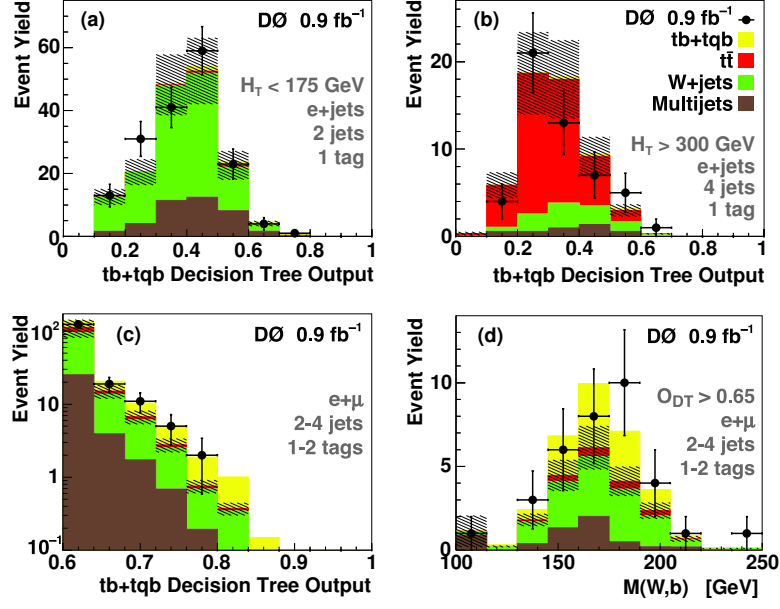 (a) DØ 0.9 fb⁻¹
Event Yield
60
40
20
0
H_T < 175 GeV
e+jets
2 jets
1 tag
0 0.2 0.4 0.6 0.8 1
tb+tqb Decision Tree Output
(b) DØ 0.9 fb⁻¹
tb+tqb
tt̄
W+jets
Multijets
Event Yield
20
10
0
H_T > 300 GeV
e+jets
4 jets
1 tag
0 0.2 0.4 0.6 0.8 1
tb+tqb Decision Tree Output
(c) DØ 0.9 fb⁻¹
Event Yield
10²
10
1
10⁻¹
e+μ
2-4 jets
1-2 tags
0.6 0.7 0.8 0.9 1
tb+tqb Decision Tree Output
(d) DØ 0.9 fb⁻¹
Event Yield
10
5
0
O_DT > 0.65
e+μ
2-4 jets
1-2 tags
100 150 200 250
M(W,b) [GeV]